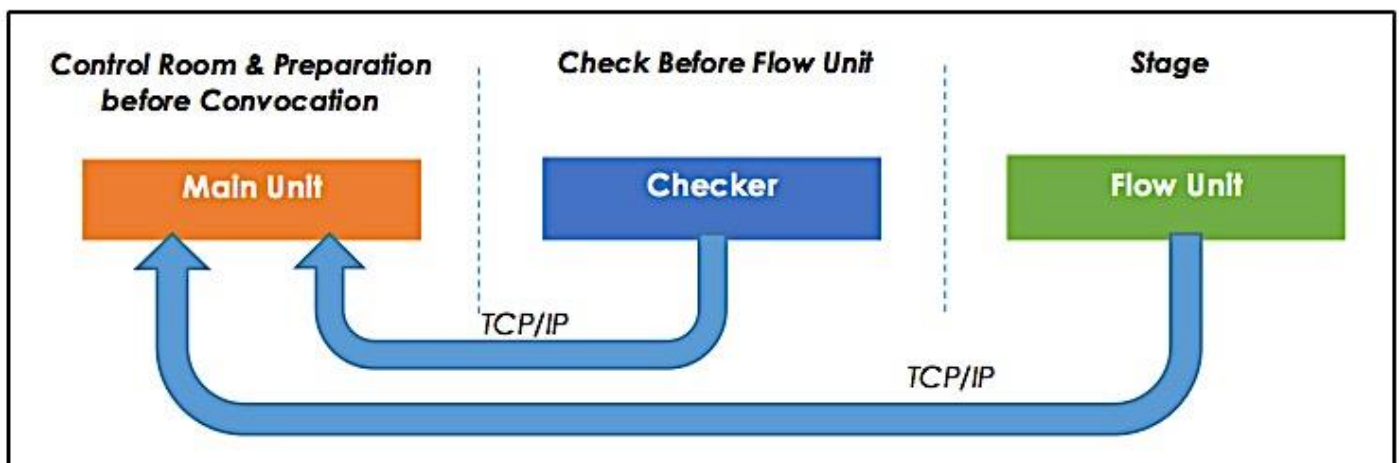 Control Room & Preparation
before Convocation
Check Before Flow Unit
Stage
Main Unit
Checker
Flow Unit
TCP/IP
TCP/IP